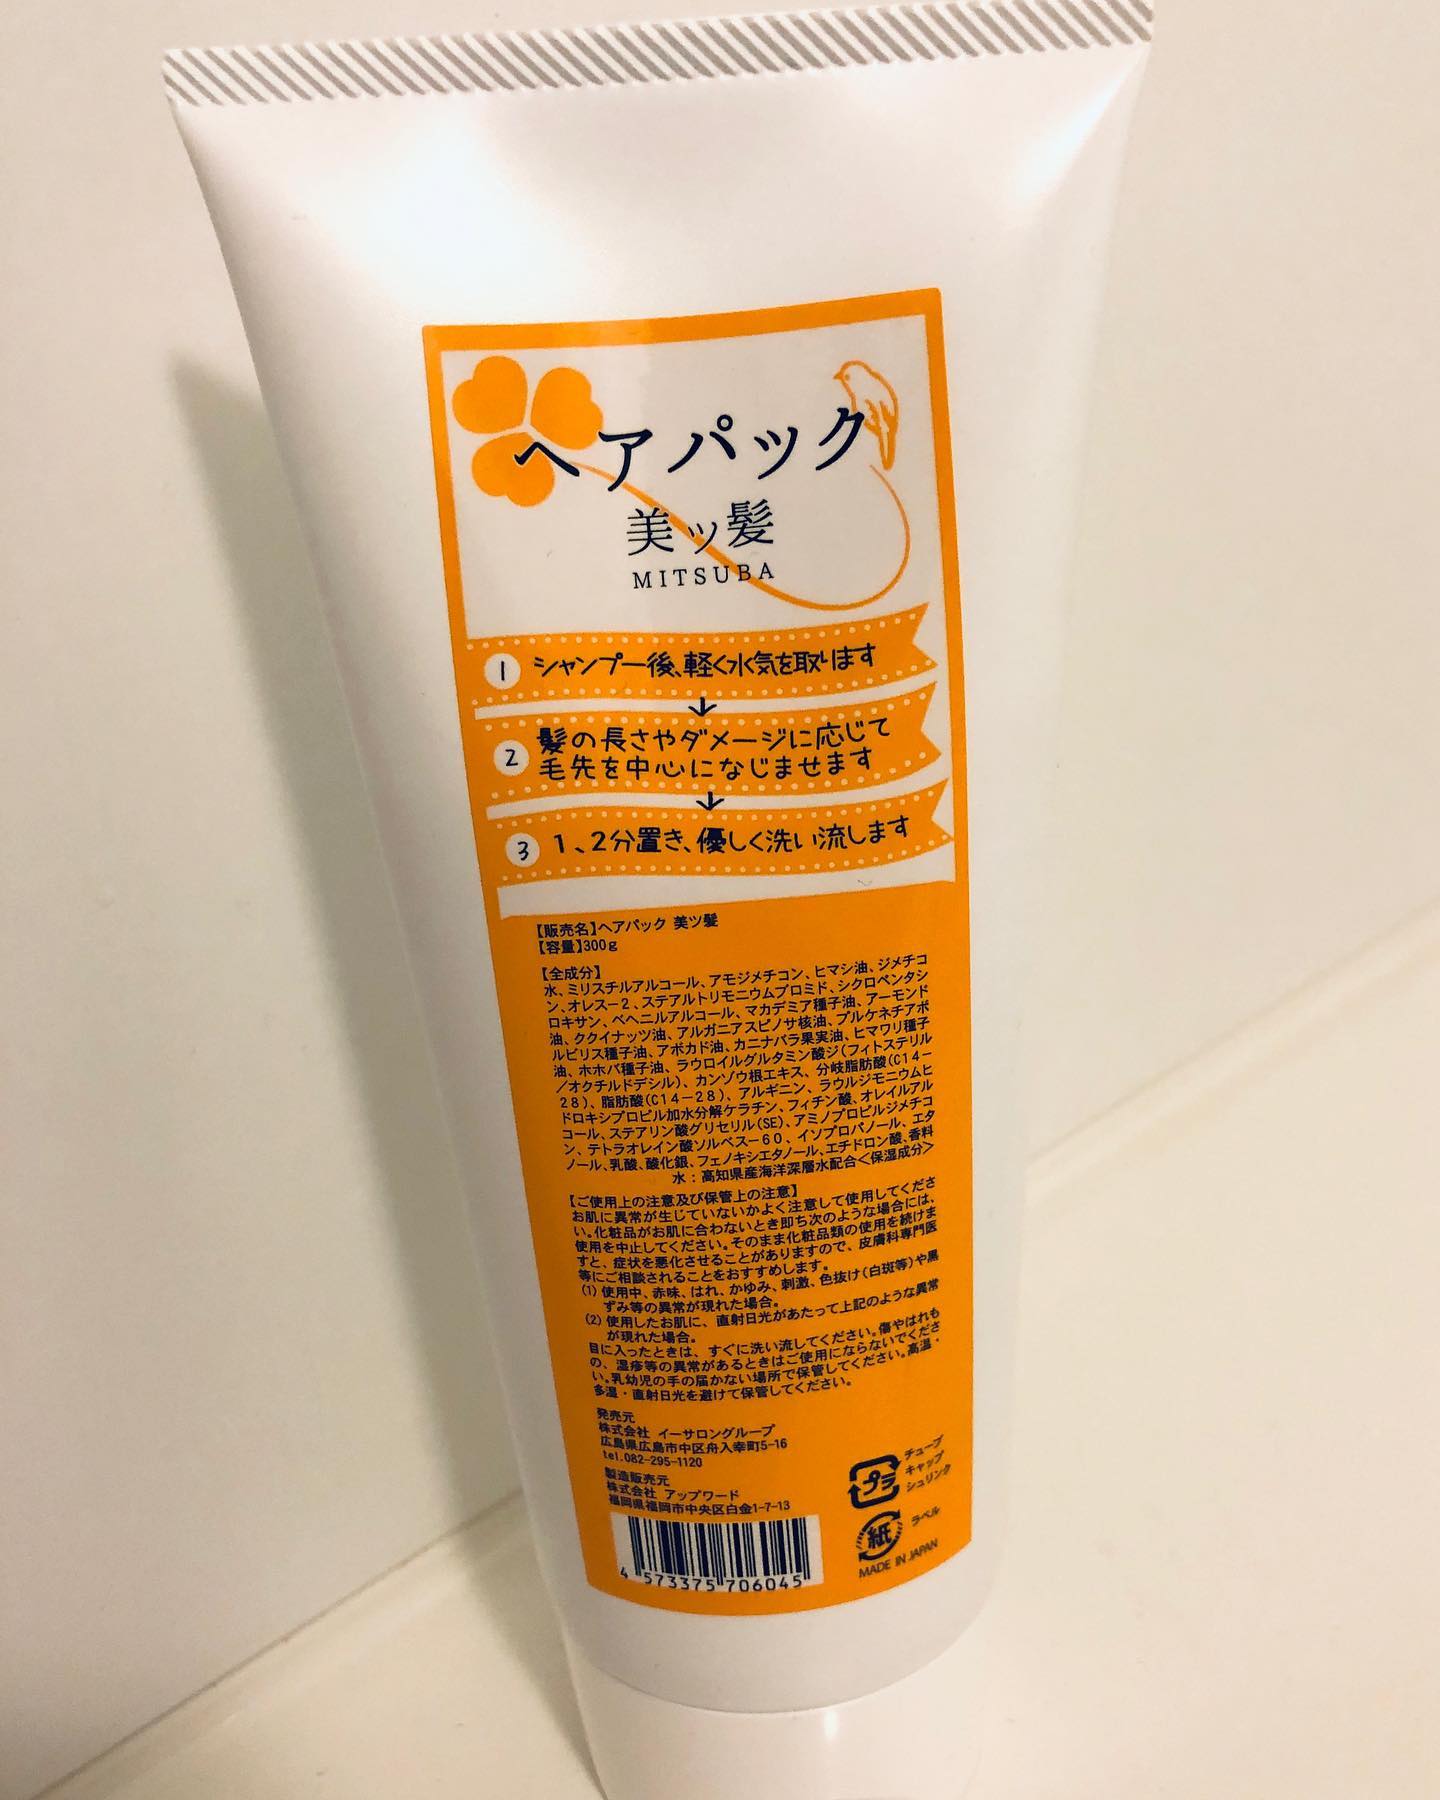 ヘアパック
美ッ髪
MITSUBA
1 シャンプー後、軽く水気を取ります
↓
2 髪の長さやダメージに応じて
毛先を中心になじませます
↓
3 1、2分置き、優しく洗い流します
【販売名】ヘアパック 美ツ髪
【容量】300g
【全成分】
水、ミリスチルアルコール、アモジメチコン、ヒマシ油、ジメチコ
ン、オレス-2、ステアルトリモニウムブロミド、シクロペンタシ
ロキサン、ベヘニルアルコール、マカデミア種子油、アーモンド
油、ククイナッツ油、アルガニアスピノサ核油、プルケネチアボ
ルビリス種子油、アボカド油、カニナバラ果実油、ヒマワリ種子
油、ホホバ種子油、ラウロイルグルタミン酸ジ(フィトステリル
/オクチルドデシル)、カンゾウ根エキス、分岐脂肪酸(C14-
28)、脂肪酸(C14-28)、アルギニン、ラウルジモニウムヒ
ドロキシプロピル加水分解ケラチン、フィチン酸、オレイルアル
コール、ステアリン酸グリセリル(SE)、アミノプロピルジメチコ
ン、テトラオレイン酸ソルベス-60、イソプロパノール、エタ
ノール、乳酸、酸化銀、フェノキシエタノール、エチドロン酸、香料
水:高知県産海洋深層水配合<保湿成分>
【ご使用上の注意及び保管上の注意】
お肌に異常が生じていないかよく注意して使用してくださ
い。化粧品がお肌に合わないとき即ち次のような場合には、
使用を中止してください。そのまま化粧品類の使用を続けま
すと、症状を悪化させることがありますので、皮膚科専門医
等にご相談されることをおすすめします。
(1)使用中、赤味、はれ、かゆみ、刺激、色抜け(白斑等)や黒
ずみ等の異常が現れた場合。
(2)使用したお肌に、直射日光があたって上記のような異常
が現れた場合。
目に入ったときは、すぐに洗い流してください。傷やはれも
の、湿疹等の異常があるときはご使用にならないでくださ
い。乳幼児の手の届かない場所で保管してください。高温・
多湿・直射日光を避けて保管してください。
発売元
株式会社 イーサロングループ
広島県広島市中区舟入幸町5-16
tel.082-295-1120
製造販売元
株式会社 アップワード
福岡県福岡市中央区白金1-7-13
4 573375 706045
プラ
チューブ
キャップ
シュリンク
紙
ラベル
MADE IN JAPAN